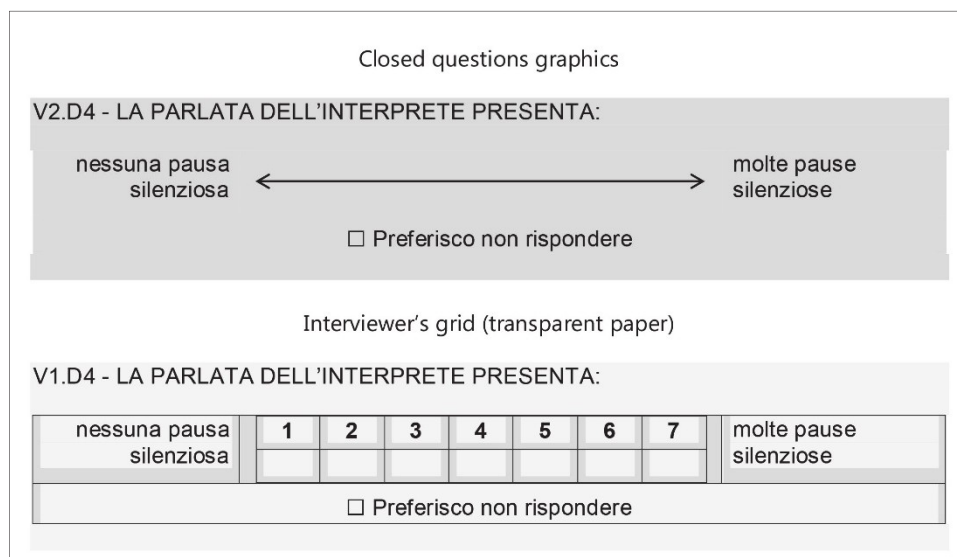 Closed questions graphics
V2.D4 - LA PARLATA DELL'INTERPRETE PRESENTA:
nessuna pausa
silenziosa
molte pause
silenziose
☐ Preferisco non rispondere
Interviewer's grid (transparent paper)
V1.D4 - LA PARLATA DELL'INTERPRETE PRESENTA:
nessuna pausa
silenziosa
1 2 3 4 5 6 7
molte pause
silenziose
☐ Preferisco non rispondere